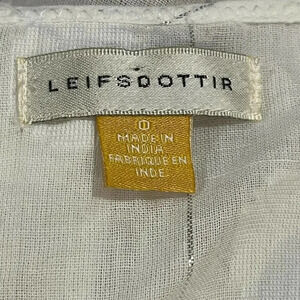 LEIFSDOTTIR
0
MADE IN
INDIA
FABRIQUE EN
INDE